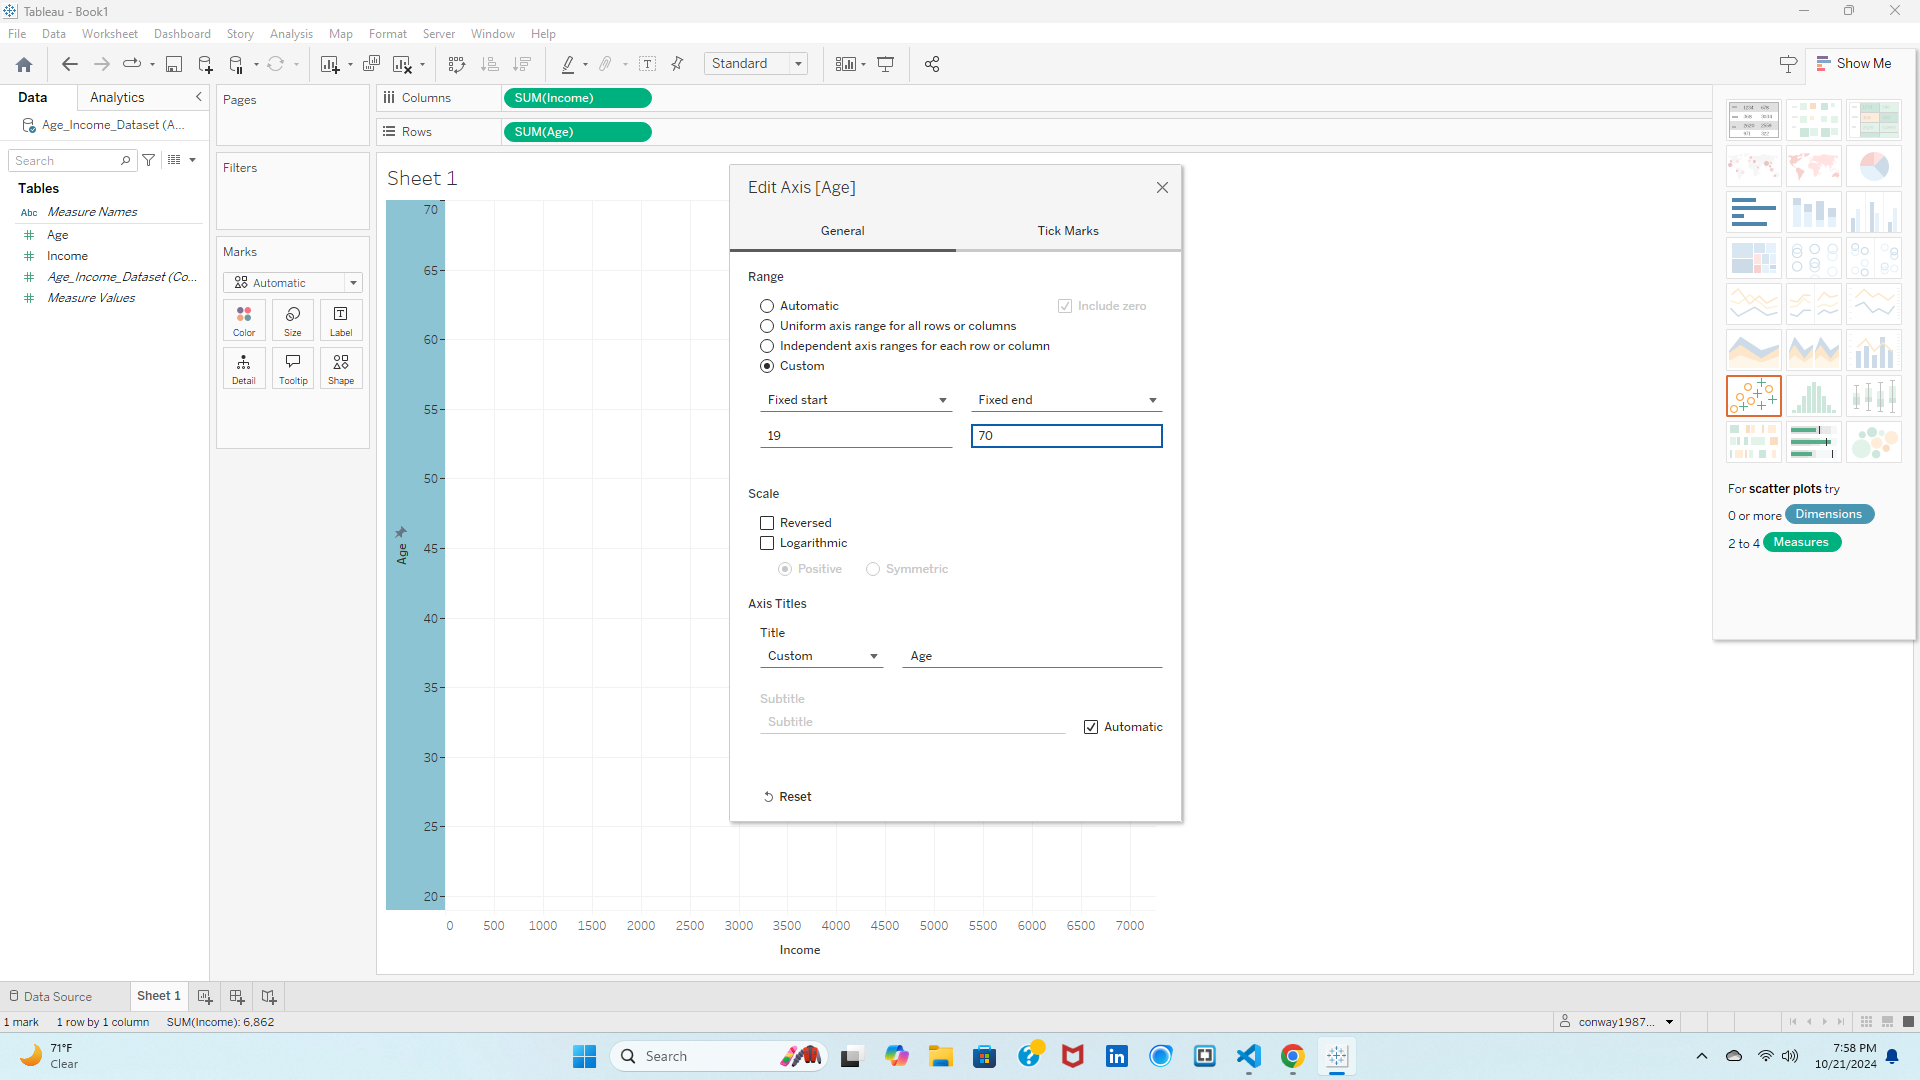 Tableau - Book1
File Data Worksheet Dashboard Story Analysis Map Format Server Window Help
Standard
Show Me
Data Analytics
Pages
Columns SUM(Income)
Age_Income_Dataset (A...
Rows SUM(Age)
Search
Filters
Tables
Abc Measure Names
Age
Income
Age_Income_Dataset (Co...
Measure Values
Marks
Automatic
Color Size Label
Detail Tooltip Shape
Sheet 1
70
65
60
55
50
45
40
35
30
25
20
Age
0 500 1000 1500 2000 2500 3000 3500 4000 4500 5000 5500 6000 6500 7000
Income
Edit Axis [Age]
General Tick Marks
Range
Automatic Include zero
Uniform axis range for all rows or columns
Independent axis ranges for each row or column
Custom
Fixed start Fixed end
19 70
Scale
Reversed
Logarithmic
Positive Symmetric
Axis Titles
Title
Custom Age
Subtitle
Subtitle Automatic
Reset
For scatter plots try
0 or more Dimensions
2 to 4 Measures
Data Source Sheet 1
1 mark 1 row by 1 column SUM(Income): 6,862
conway1987...
71°F
Clear
Search
7:58 PM
10/21/2024